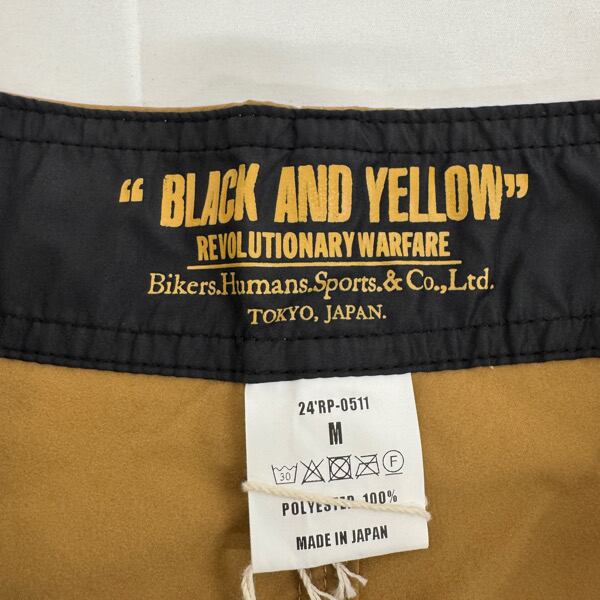 “ BLACK AND YELLOW”
REVOLUTIONARY WARFARE
Bikers.Humans.Sports.& Co.,Ltd.
TOKYO, JAPAN.
24'RP-0511
M
30 F
POLYESTER 100%
MADE IN JAPAN